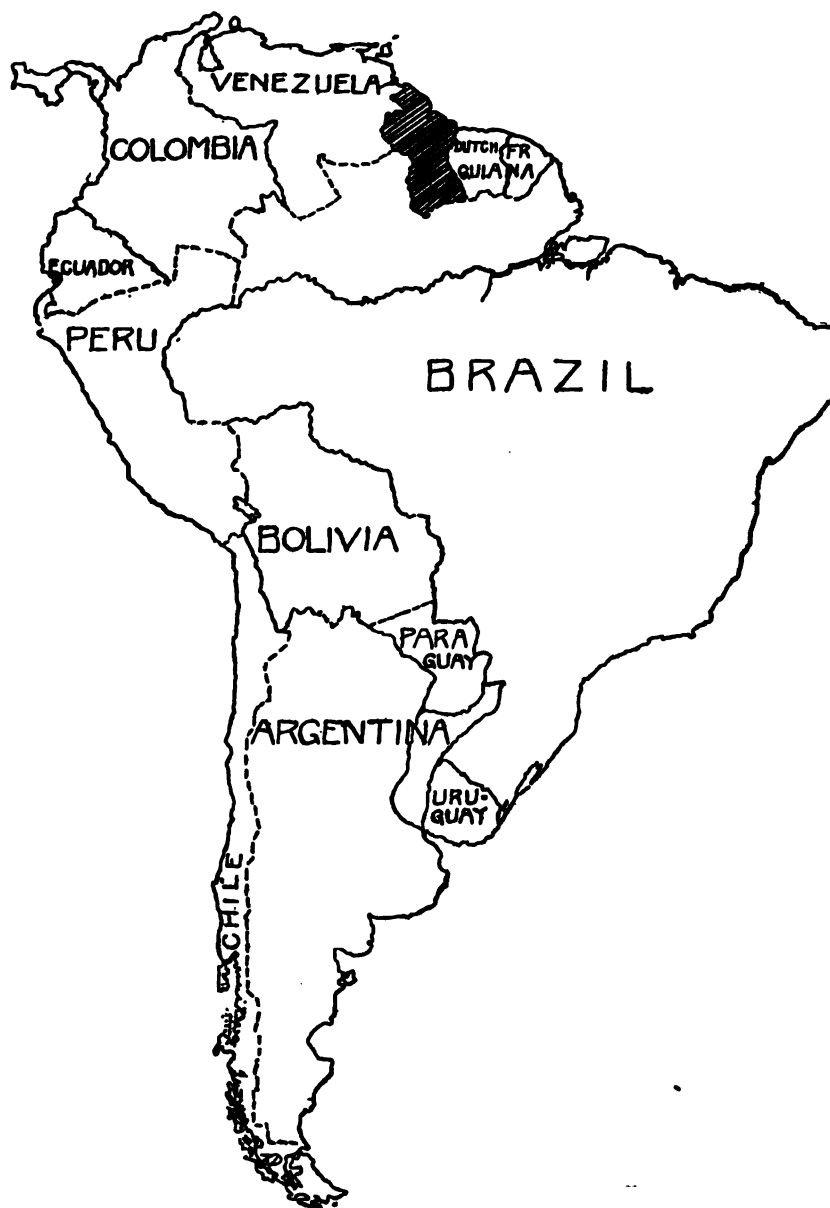 VENEZUELA
COLOMBIA
DUTCH FR
GUIANA
ECUADOR
PERU
BRAZIL
BOLIVIA
PARA
GUAY
ARGENTINA
URU-
GUAY
CHILE